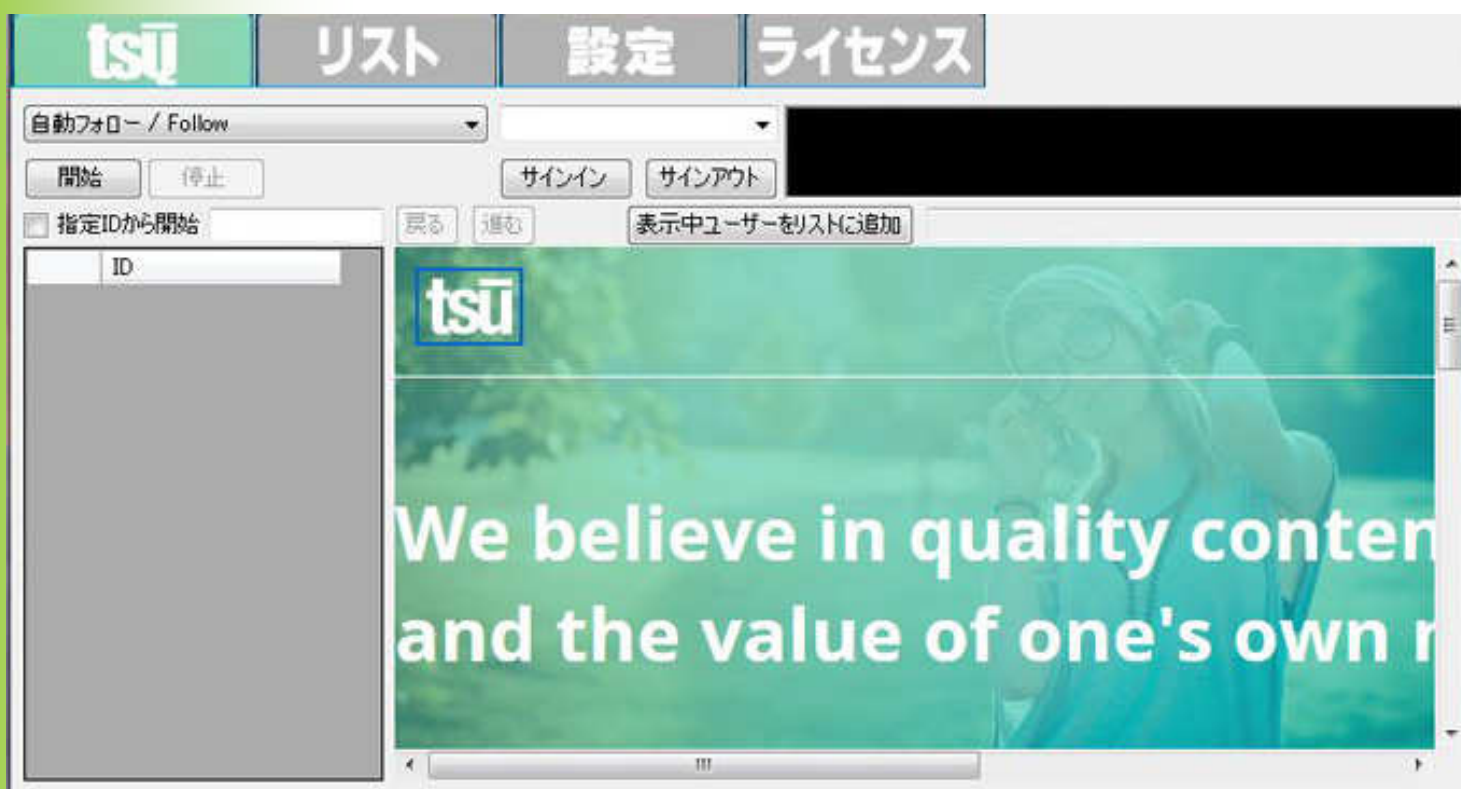 tsū リスト 設定 ライセンス
自動フォロー / Follow
開始 停止 サインイン サインアウト
指定IDから開始 戻る 進む 表示中ユーザーをリストに追加
ID
tsū
We believe in quality conten
and the value of one's own r